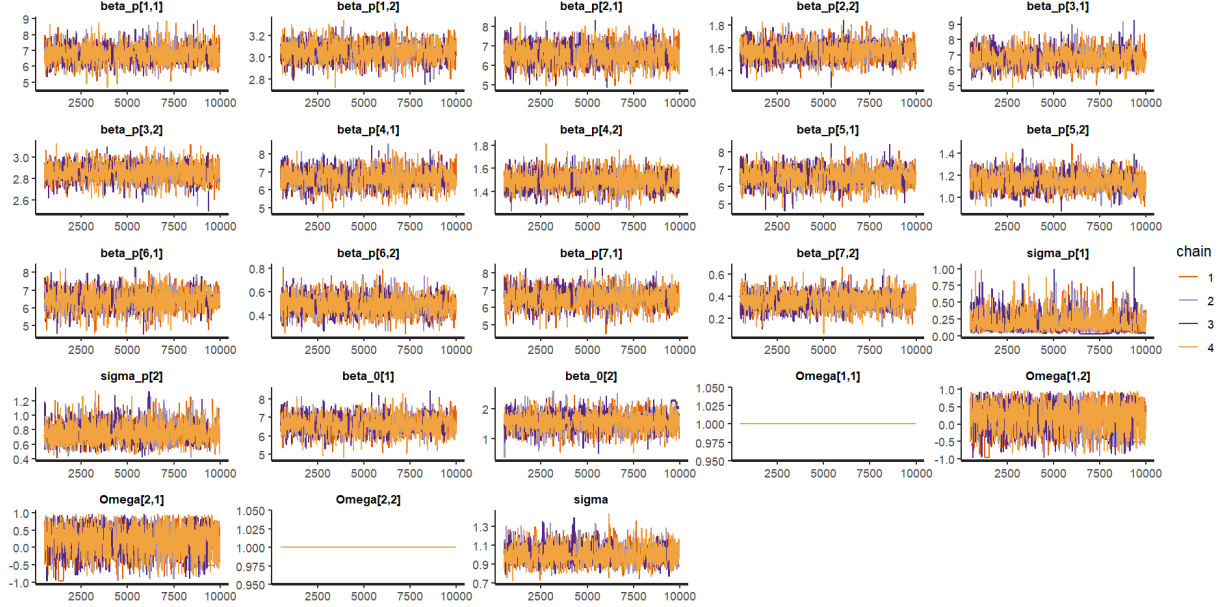 beta_p[1,1] beta_p[1,2] beta_p[2,1] beta_p[2,2] beta_p[3,1]
9 8 7 6 5
3.2 3.0 2.8
9 8 7 6 5
1.8 1.6 1.4
9 8 7 6 5
2500 5000 7500 10000 2500 5000 7500 10000 2500 5000 7500 10000 2500 5000 7500 10000 2500 5000 7500 10000
beta_p[3,2] beta_p[4,1] beta_p[4,2] beta_p[5,1] beta_p[5,2]
3.0 2.8 2.6
8 7 6 5
1.8 1.6 1.4
8 7 6 5
1.4 1.2 1.0
2500 5000 7500 10000 2500 5000 7500 10000 2500 5000 7500 10000 2500 5000 7500 10000 2500 5000 7500 10000
beta_p[6,1] beta_p[6,2] beta_p[7,1] beta_p[7,2] sigma_p[1]
8 7 6 5
0.8 0.6 0.4
8 7 6 5
0.6 0.4 0.2
1.00 0.75 0.50 0.25 0.00
2500 5000 7500 10000 2500 5000 7500 10000 2500 5000 7500 10000 2500 5000 7500 10000 2500 5000 7500 10000
chain
1
2
3
4
sigma_p[2] beta_0[1] beta_0[2] Omega[1,1] Omega[1,2]
1.2 1.0 0.8 0.6 0.4
8 7 6 5
2 1
1.050 1.025 1.000 0.975 0.950
1.0 0.5 0.0 -0.5 -1.0
2500 5000 7500 10000 2500 5000 7500 10000 2500 5000 7500 10000 2500 5000 7500 10000 2500 5000 7500 10000
Omega[2,1] Omega[2,2] sigma
1.0 0.5 0.0 -0.5 -1.0
1.050 1.025 1.000 0.975 0.950
1.3 1.1 0.9 0.7
2500 5000 7500 10000 2500 5000 7500 10000 2500 5000 7500 10000